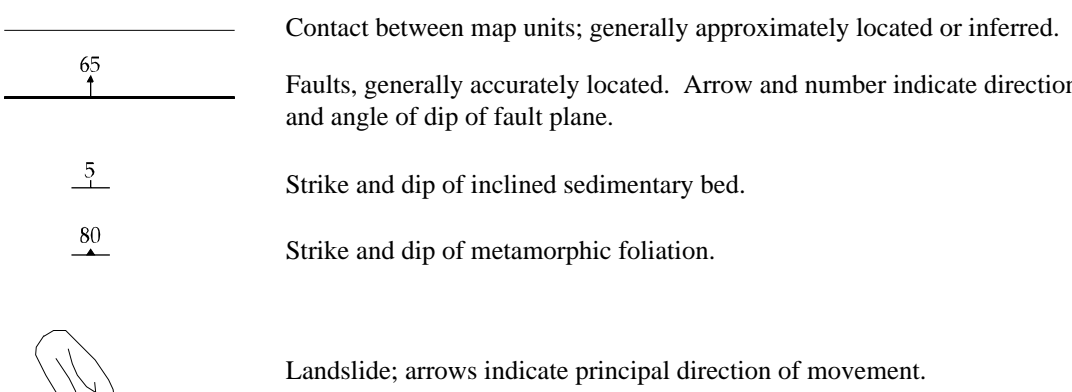 Contact between map units; generally approximately located or inferred.
65
Faults, generally accurately located. Arrow and number indicate direction
and angle of dip of fault plane.
5
Strike and dip of inclined sedimentary bed.
80
Strike and dip of metamorphic foliation.
Landslide; arrows indicate principal direction of movement.